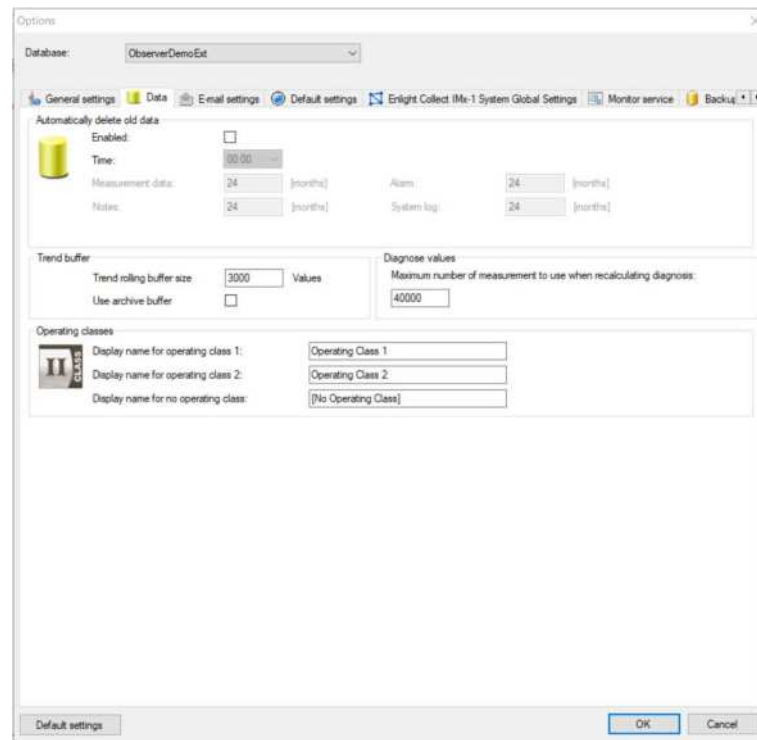 Options
Database: ObserverDemoExt
General settings Data E-mail settings Default settings Enlight Collect IMx-1 System Global Settings Monitor service Backup
Automatically delete old data
Enabled:
Time: 00:00
Measurement data: 24 [months] Alarm: 24 [months]
Notes: 24 [months] System log: 24 [months]
Trend buffer Diagnose values
Trend rolling buffer size 3000 Values Maximum number of measurement to use when recalculating diagnosis:
Use archive buffer 40000
Operating classes
II CLASS
Display name for operating class 1: Operating Class 1
Display name for operating class 2: Operating Class 2
Display name for no operating class: [No Operating Class]
Default settings OK Cancel